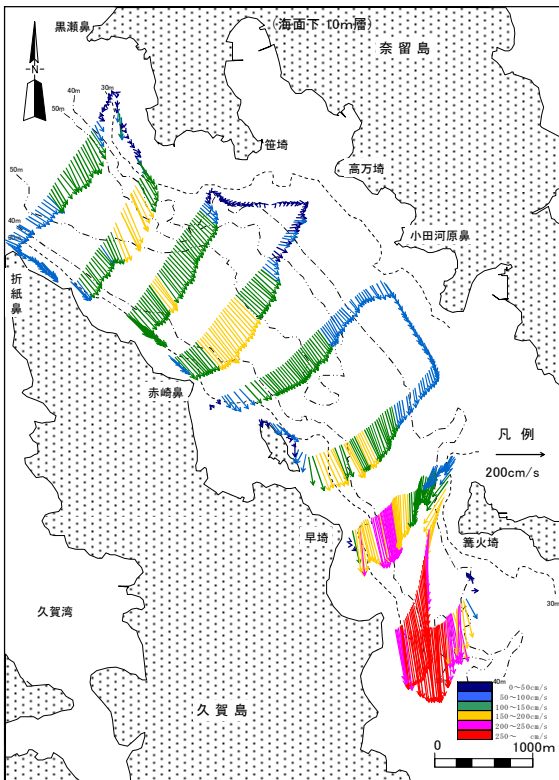 黒瀬鼻
(海面下 10m層)
奈留島
N
40m
30m
50m
笹埼
高万埼
50m
小田河原鼻
40m
折紙鼻
赤崎鼻
凡 例
200cm/s
早埼
篝火埼
30m
久賀湾
久賀島
40m
0～50cm/s
50～100cm/s
100～150cm/s
150～200cm/s
200～250cm/s
250～ cm/s
0 1000m